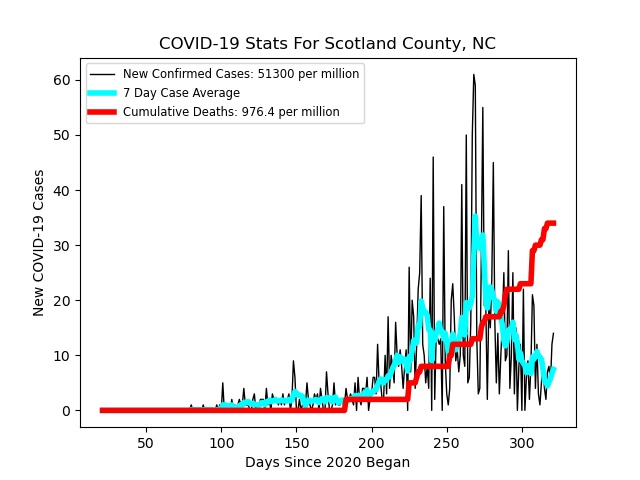 COVID-19 Stats For Scotland County, NC
New Confirmed Cases: 51300 per million
7 Day Case Average
Cumulative Deaths: 976.4 per million
New COVID-19 Cases
60
50
40
30
20
10
0
50 100 150 200 250 300
Days Since 2020 Began